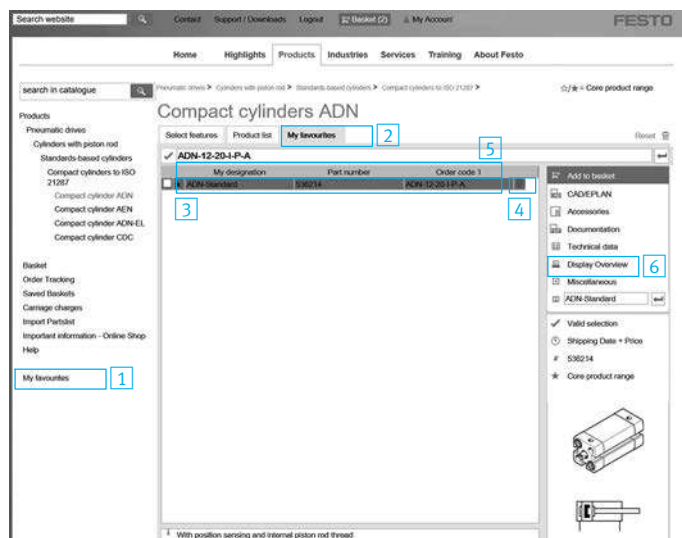 Search website
Contact Support / Downloads Logout Basket (2) My Account
FESTO
Home Highlights Products Industries Services Training About Festo
search in catalogue
Pneumatic drives > Cylinders with piston rod > Standards-based cylinders > Compact cylinders to ISO 21287 >
☆/★ = Core product range
Compact cylinders ADN
Products
Pneumatic drives
Cylinders with piston rod
Standards-based cylinders
Compact cylinders to ISO
21287
Compact cylinder ADN
Compact cylinder AEN
Compact cylinder ADN-EL
Compact cylinder CDC
Basket
Order Tracking
Saved Baskets
Carriage charges
Import Partslist
Important information - Online Shop
Help
My favourites
1
Select features Product list My favourites
2
Reset
ADN-12-20-I-P-A
5
My designation Part number Order code 1
ADN-Standard 536214 ADN-12-20-I-P-A
3
4
Add to basket
CAD/EPLAN
Accessories
Documentation
Technical data
Display Overview
6
Miscellaneous
ADN-Standard
Valid selection
Shipping Date + Price
# 536214
Core product range
With position sensing and internal piston rod thread